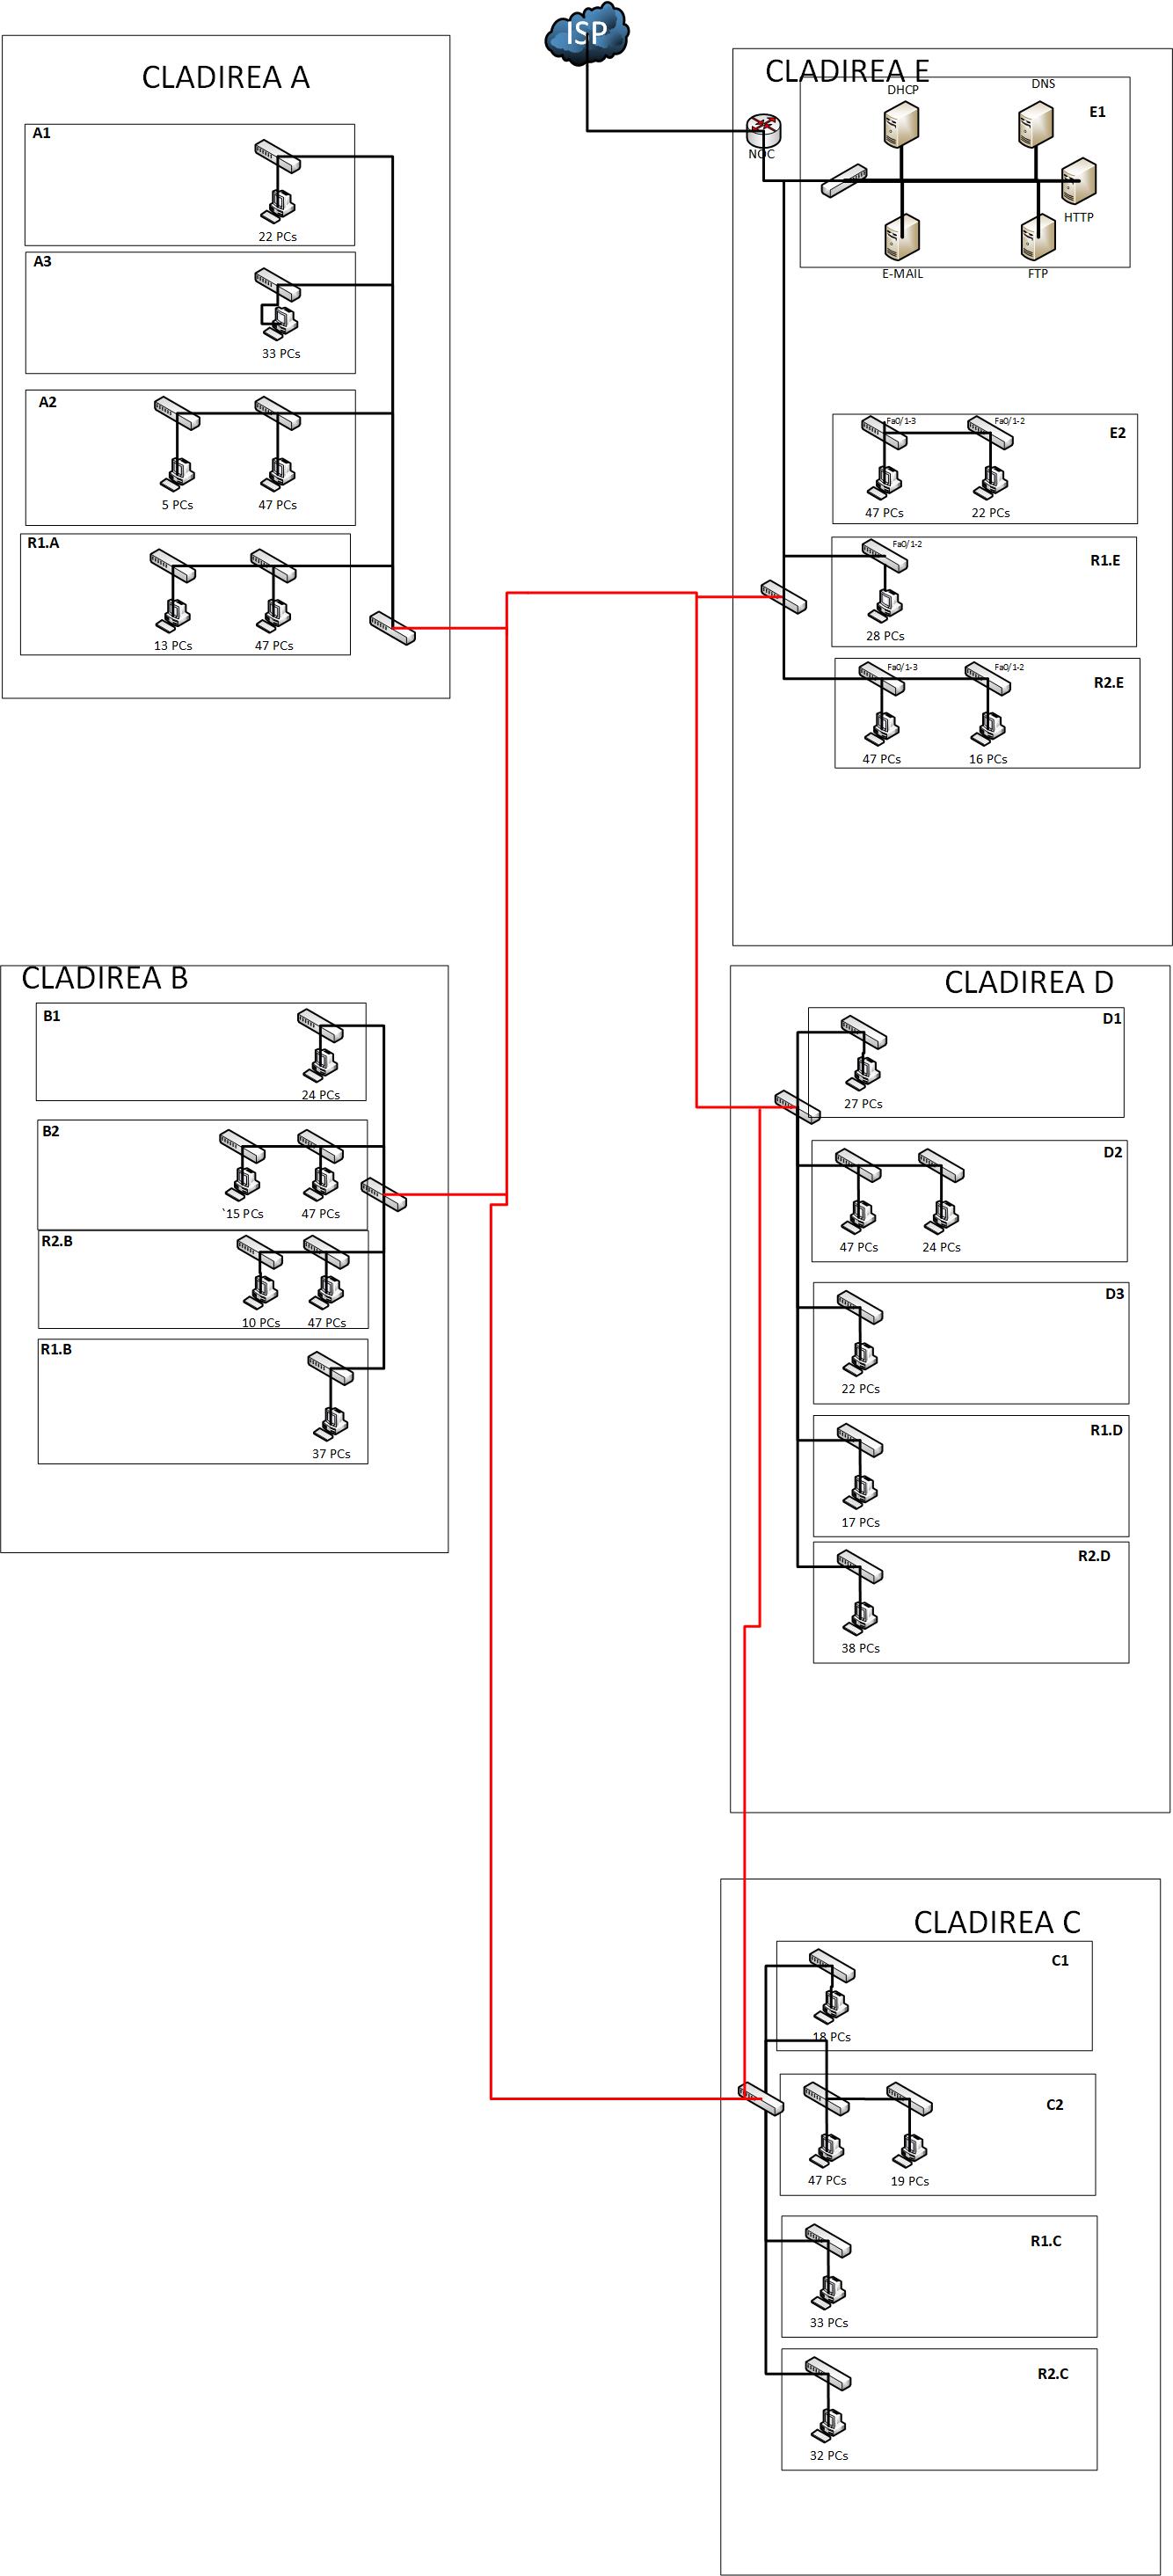 ISP
CLADIREA A
A1
22 PCs
A3
33 PCs
A2
5 PCs
47 PCs
R1.A
13 PCs
47 PCs
CLADIREA E
NOC
DHCP
DNS
E1
HTTP
E-MAIL
FTP
Fa0/1-3
Fa0/1-2
E2
47 PCs
22 PCs
Fa0/1-2
R1.E
28 PCs
Fa0/1-3
Fa0/1-2
R2.E
47 PCs
16 PCs
CLADIREA B
B1
24 PCs
B2
`15 PCs
47 PCs
R2.B
10 PCs
47 PCs
R1.B
37 PCs
CLADIREA D
D1
27 PCs
D2
47 PCs
24 PCs
D3
22 PCs
R1.D
17 PCs
R2.D
38 PCs
CLADIREA C
C1
18 PCs
C2
47 PCs
19 PCs
R1.C
33 PCs
R2.C
32 PCs